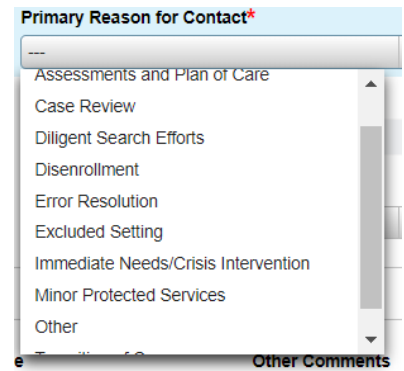 Primary Reason for Contact*
---
Assessments and Plan of Care
Case Review
Diligent Search Efforts
Disenrollment
Error Resolution
Excluded Setting
Immediate Needs/Crisis Intervention
Minor Protected Services
Other
e Other Comments